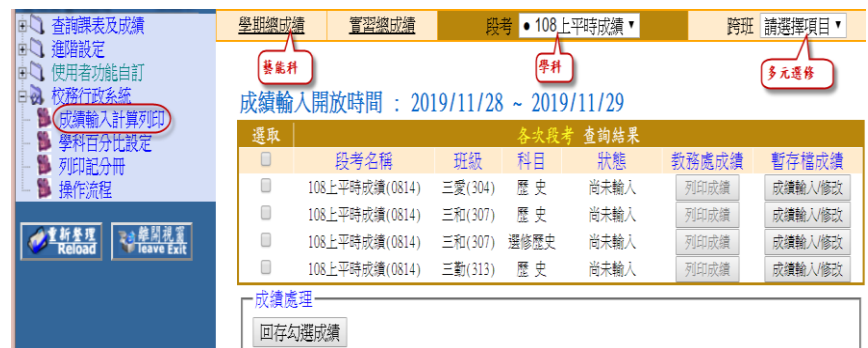 查詢課表及成績
進階設定
使用者功能自訂
校務行政系統
成績輸入計算列印
學科百分比設定
列印記分冊
操作流程
重新整理 Reload
離開視窗 leave Exit
學期總成績 實習總成績 段考 • 108上平時成績 跨班 請選擇項目
藝能科 學科 多元選修
成績輸入開放時間 : 2019/11/28 ~ 2019/11/29
選取 各次段考 查詢結果
段考名稱 班級 科目 狀態 教務處成績 暫存檔成績
108上平時成績(0814) 三愛(304) 歷 史 尚未輸入 列印成績 成績輸入/修改
108上平時成績(0814) 三和(307) 歷 史 尚未輸入 列印成績 成績輸入/修改
108上平時成績(0814) 三和(307) 選修歷史 尚未輸入 列印成績 成績輸入/修改
108上平時成績(0814) 三勤(313) 歷 史 尚未輸入 列印成績 成績輸入/修改
成績處理
回存勾選成績